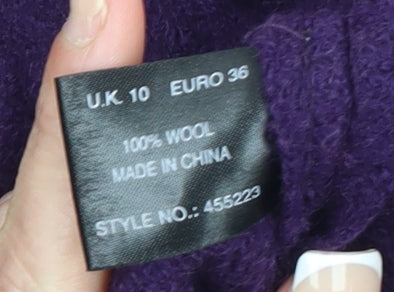 U.K. 10 EURO 36
100% WOOL
MADE IN CHINA
STYLE NO.: 455223